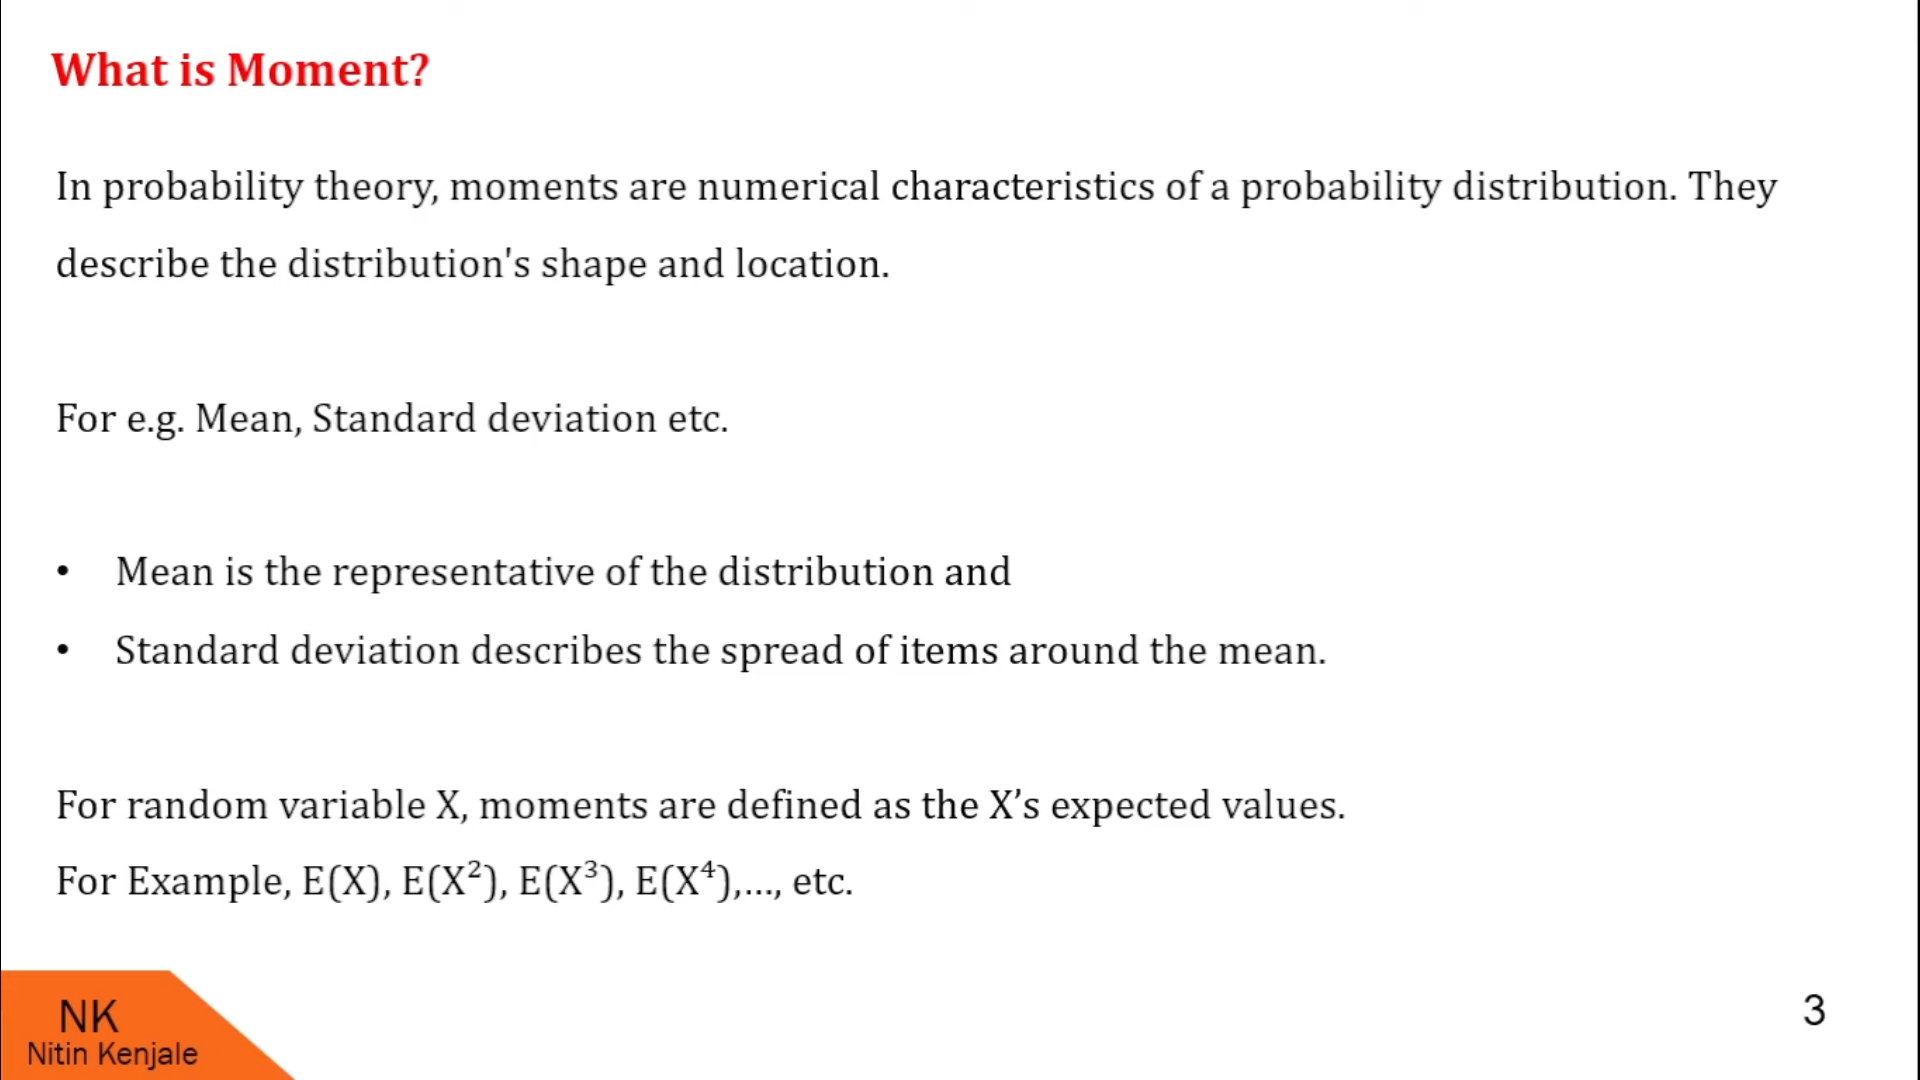 What is Moment?
In probability theory, moments are numerical characteristics of a probability distribution. They
describe the distribution's shape and location.
For e.g. Mean, Standard deviation etc.
• Mean is the representative of the distribution and
• Standard deviation describes the spread of items around the mean.
For random variable X, moments are defined as the X’s expected values.
For Example, E(X), E(X²), E(X³), E(X⁴),…, etc.
NK
Nitin Kenjale
3